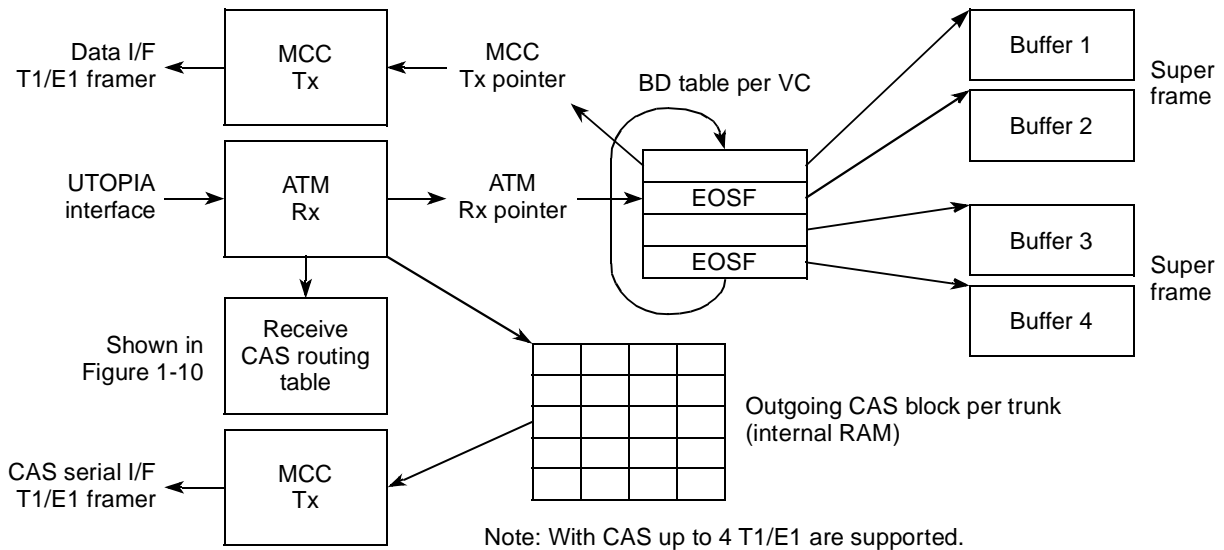 Data I/F
T1/E1 framer
MCC
Tx
MCC
Tx pointer
BD table per VC
Buffer 1
Buffer 2
Super
frame
UTOPIA
interface
ATM
Rx
ATM
Rx pointer
EOSF
EOSF
Buffer 3
Buffer 4
Super
frame
Shown in
Figure 1-10
Receive
CAS routing
table
Outgoing CAS block per trunk
(internal RAM)
CAS serial I/F
T1/E1 framer
MCC
Tx
Note: With CAS up to 4 T1/E1 are supported.